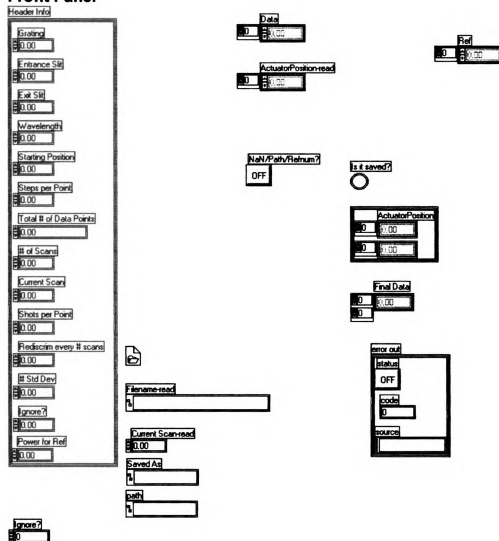 Front Panel
Header Info
Grating
0.00
Entrance Slit
0.00
Exit Slit
0.00
Wavelength
0.00
Starting Position
0.00
Steps per Point
0.00
Total # of Data Points
0.00
# of Scans
0.00
Current Scan
0.00
Shots per Point
0.00
Rediscrim every # scans
0.00
# Std Dev
0.00
Ignore?
0.00
Power for Ref
0.00
Ignore?
0
Data
0 0.00
ActuatorPosition-read
0 0.00
NaN/Path/Refnum?
OFF
Filename-read
Current Scan-read
0.00
Saved As
path
Ref
0 0.00
Is it saved?
ActuatorPosition
0 0.00
0 0.00
Final Data
0 0.00
0
error out
status
OFF
code
0
source